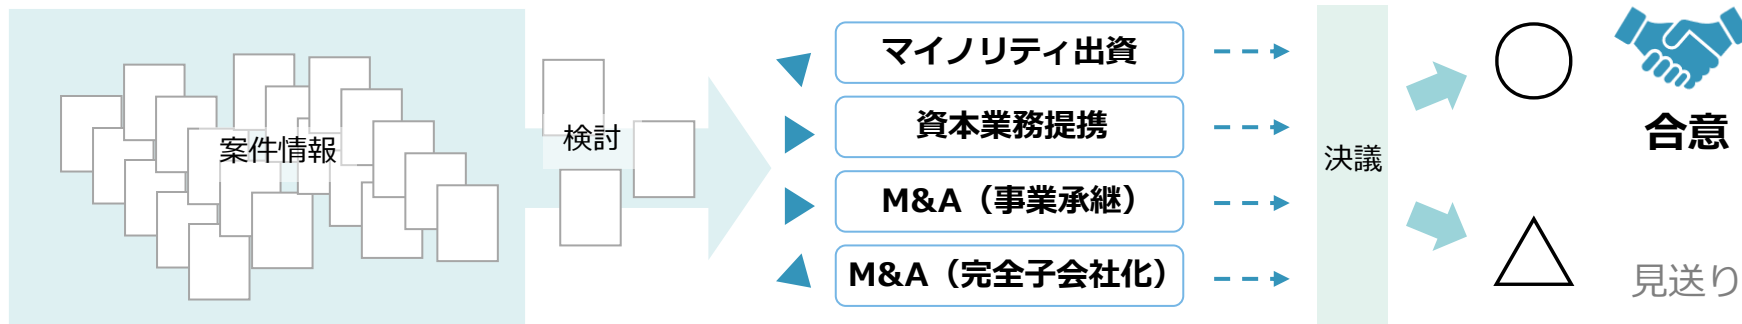 案件情報
検討
マイノリティ出資
資本業務提携
M&A（事業承継）
M&A（完全子会社化）
決議
合意
見送り